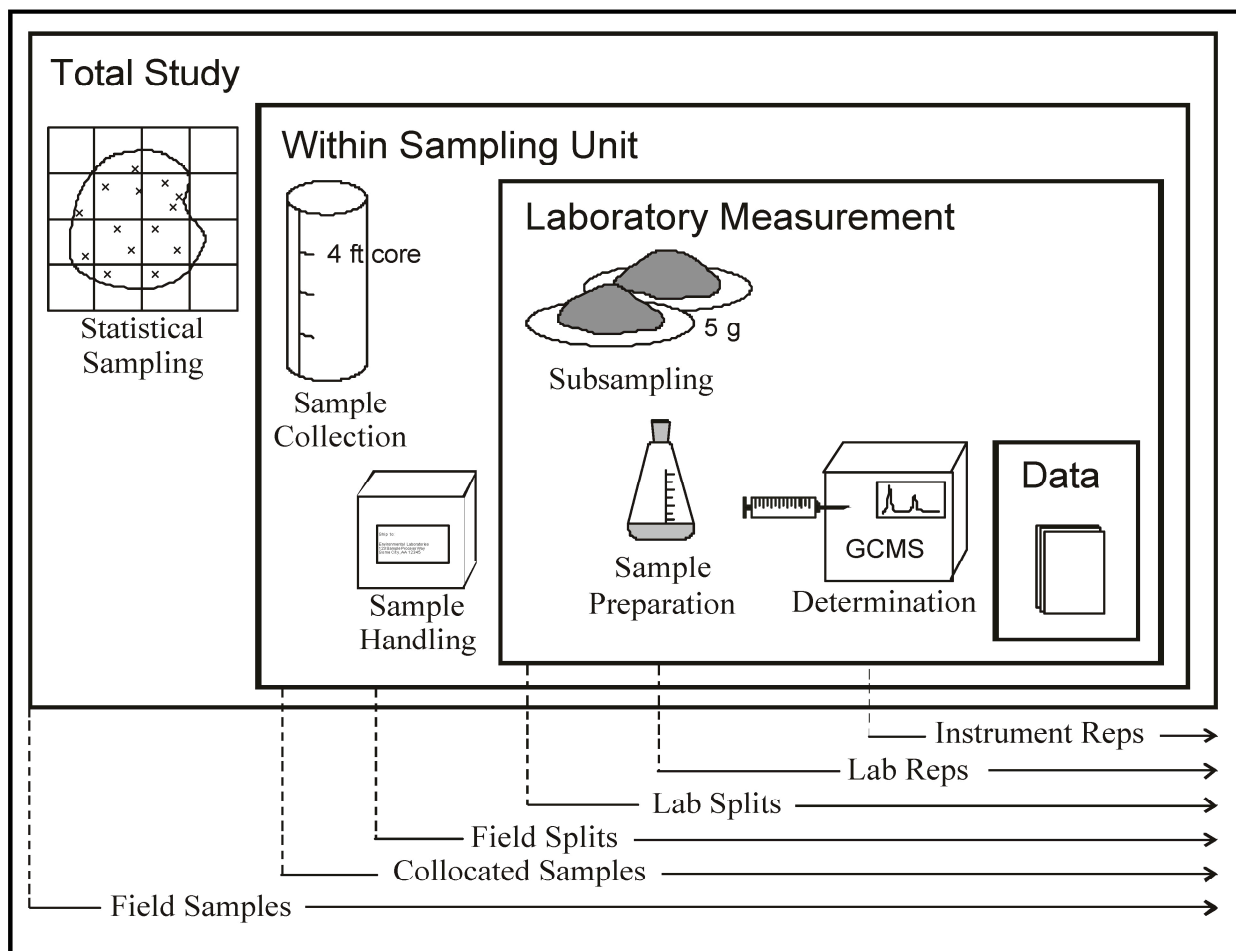 Total Study
Statistical
Sampling
Within Sampling Unit
4 ft core
Sample
Collection
Sample
Handling
Laboratory Measurement
5 g
Subsampling
Sample
Preparation
GCMS
Determination
Data
Instrument Reps
Lab Reps
Lab Splits
Field Splits
Collocated Samples
Field Samples